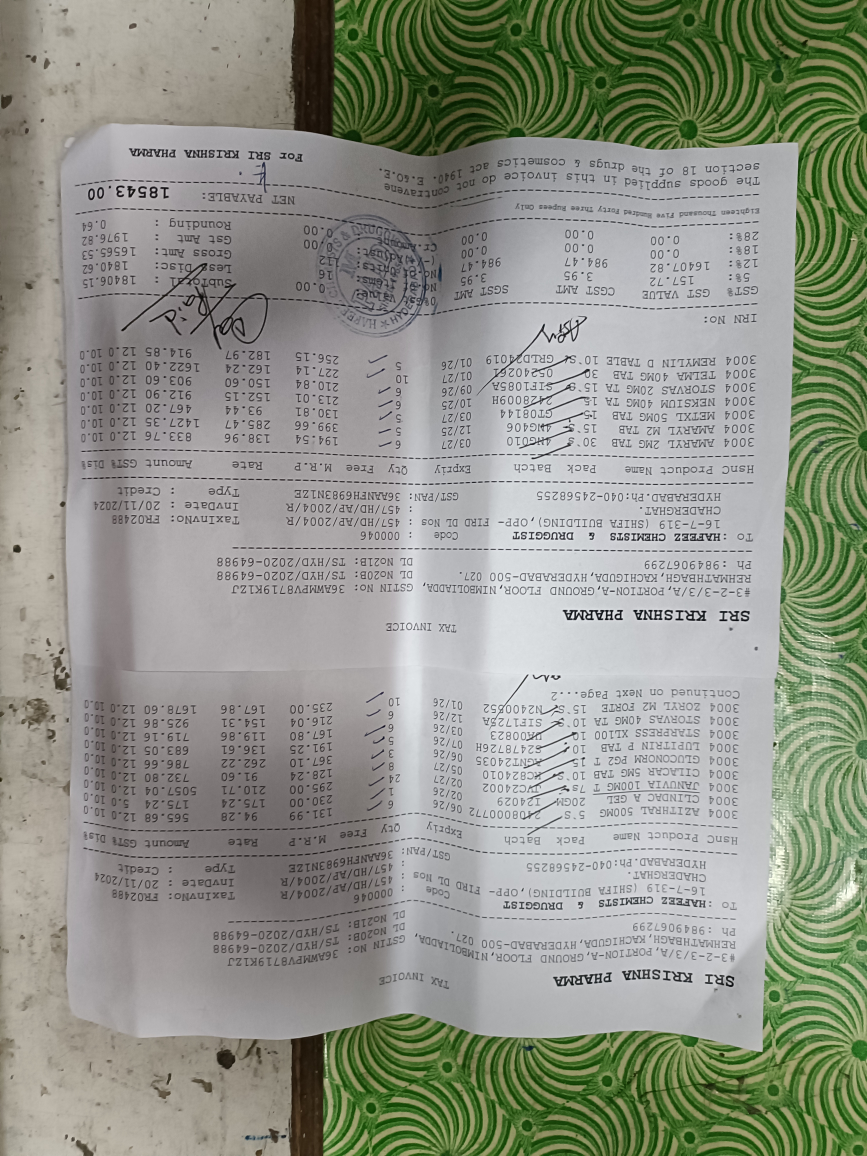 TAX INVOICE
SRI KRISHNA PHARMA
#3-2-3/3/A, PORTION-A, GROUND FLOOR, NIMBOLIADDA, GSTIN No: 36AWMPV8719K1ZJ
REHMATHBAGH, KACHIGUDA, HYDERABAD-500 027. DL No20B: TS/HYD/2020-64988
Ph : 9849067299 DL No21B: TS/HYD/2020-64988
To : HAFEEZ CHEMISTS & DRUGGIST Code : 000046 TaxInvNo: FR02488
16-7-319 (SHIFA BUILDING),OPP- FIRD DL Nos : 457/HD/AP/2004/R InvDate : 20/11/2024
CHADERGHAT. : 457/HD/AP/2004/R Type : Credit
HYDERABAD.Ph:040-24568255 GST/PAN: 36AANFH6983N1ZE
HsnC Product Name Pack Batch Expriy Qty Free M.R.P Rate Amount GST% Dis%
3004 AZITHRAL 500MG 5'S 2408000772 06/26 6 131.99 94.28 565.68 12.0 10.0
3004 CLINDAC A GEL 20GM I24029 02/26 1 230.00 175.24 175.24 5.0 10.0
3004 JANUVIA 100MG T 7s JVC24002 02/27 24 295.00 210.71 5057.04 12.0 10.0
3004 CILACAR 5MG TAB 10'S 05/27 8 128.24 91.60 732.80 12.0 10.0
3004 GLUCONORM PG2 T 15 06/26 3 367.10 262.22 786.66 12.0 10.0
3004 LUPITRIN P TAB 10 07/26 5 191.25 136.61 683.05 12.0 10.0
3004 STARPRESS XL100 10 03/26 6 167.80 119.86 719.16 12.0 10.0
3004 STORVAS 40MG TA 10'S SIF1725A 12/26 6 216.04 154.31 925.86 12.0 10.0
3004 ZORYL M2 FORTE 15'S N2400552 01/26 10 235.00 167.86 1678.60 12.0 10.0
Continued on Next Page...2
TAX INVOICE
SRI KRISHNA PHARMA
#3-2-3/3/A, PORTION-A, GROUND FLOOR, NIMBOLIADDA, GSTIN No: 36AWMPV8719K1ZJ
REHMATHBAGH, KACHIGUDA, HYDERABAD-500 027. DL No20B: TS/HYD/2020-64988
Ph : 9849067299 DL No21B: TS/HYD/2020-64988
To : HAFEEZ CHEMISTS & DRUGGIST Code : 000046 TaxInvNo: FR02488
16-7-319 (SHIFA BUILDING),OPP- FIRD DL Nos : 457/HD/AP/2004/R InvDate : 20/11/2024
CHADERGHAT. : 457/HD/AP/2004/R Type : Credit
HYDERABAD.Ph:040-24568255 GST/PAN: 36AANFH6983N1ZE
HsnC Product Name Pack Batch Expriy Qty Free M.R.P Rate Amount GST% Dis%
3004 AMARYL 2MG TAB 30'S 4NG010 03/27 6 194.54 138.96 833.76 12.0 10.0
3004 AMARYL M2 TAB 15'S 4NG406 12/25 5 399.66 285.47 1427.35 12.0 10.0
3004 METXL 50MG TAB 15 GT08144 03/27 5 130.81 93.44 467.20 12.0 10.0
3004 NEKSIUM 40MG TA 15 242809H 10/25 6 213.01 152.15 912.90 12.0 10.0
3004 STORVAS 20MG TA 15'S SIF1085A 09/26 6 210.84 150.60 903.60 12.0 10.0
3004 TELMA 40MG TAB 30 05240261 01/27 10 227.14 162.24 1622.40 12.0 10.0
3004 REMYLIN D TABLE 10'S GRLD24019 01/26 5 256.15 182.97 914.85 12.0 10.0
IRN No:
GST% GST VALUE CGST AMT SGST AMT 0% Value: 0.00 SubTotal : 18406.15
5%: 157.72 3.95 3.95 No of Items: 16 Less Disc: 1840.62
12%: 16407.82 984.47 984.47 No of Units: 112 Gross Amt: 16565.53
18%: 0.00 0.00 0.00 (-/+)Adjust 0.00 Gst Amt : 1976.82
28%: 0.00 0.00 0.00 Cr Amount 0.00 Rounding : 0.64
Eighteen Thousand Five Hundred Forty Three Rupees Only
NET PAYABLE: 18543.00
The goods supplied in this invoice do not contravene
section 18 of the drugs & cosmetics act 1940. E.&O.E.
For SRI KRISHNA PHARMA